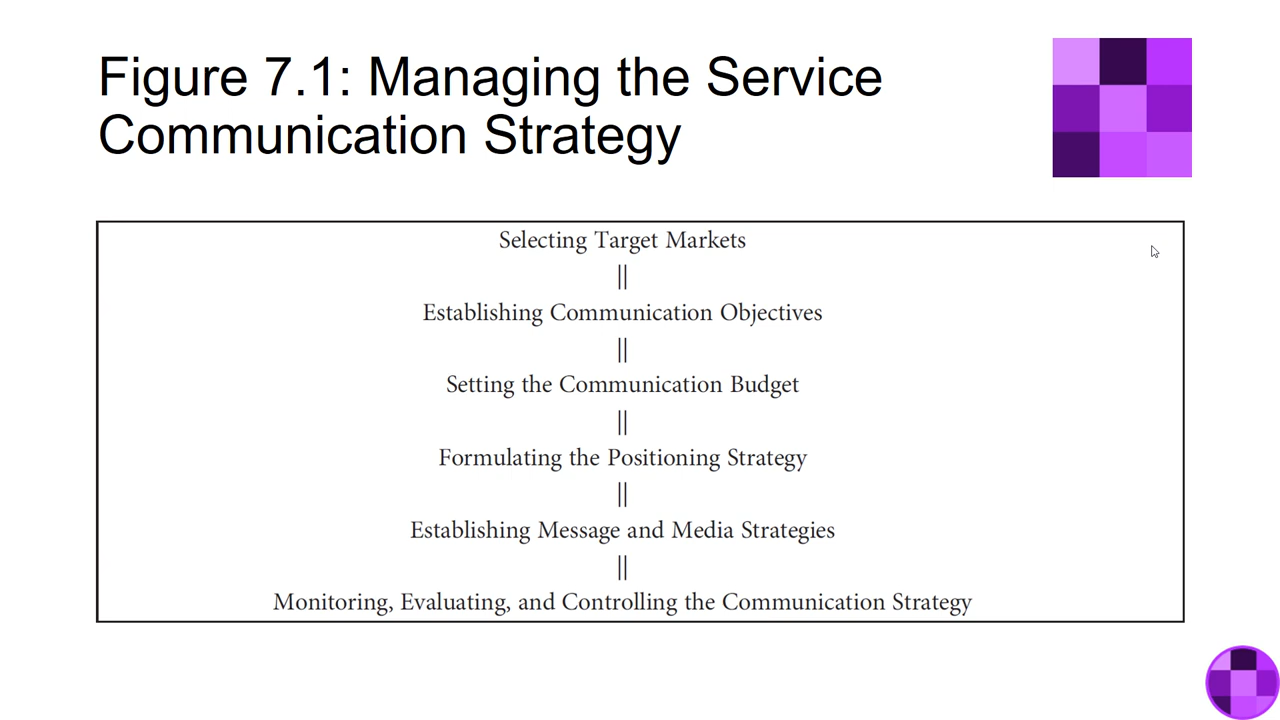 Figure 7.1: Managing the Service
Communication Strategy
Selecting Target Markets
||
Establishing Communication Objectives
||
Setting the Communication Budget
||
Formulating the Positioning Strategy
||
Establishing Message and Media Strategies
||
Monitoring, Evaluating, and Controlling the Communication Strategy